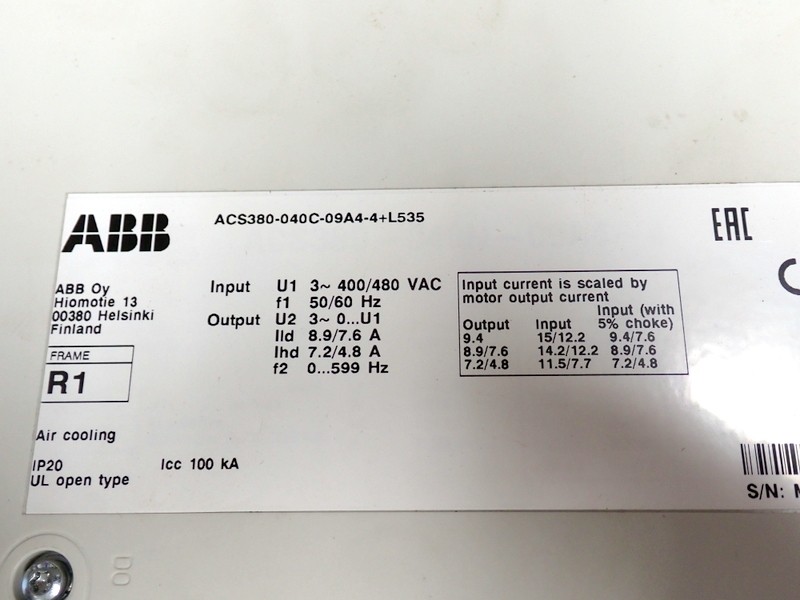 ABB
ACS380-040C-09A4-4+L535
EAC
ABB Oy
Hiomotie 13
00380 Helsinki
Finland
FRAME
R1
Air cooling
IP20
UL open type
Icc 100 kA
Input U1 3~ 400/480 VAC
f1 50/60 Hz
Output U2 3~ 0...U1
Ild 8.9/7.6 A
Ihd 7.2/4.8 A
f2 0...599 Hz
Input current is scaled by
motor output current
Input (with
Output Input 5% choke)
9.4 15/12.2 9.4/7.6
8.9/7.6 14.2/12.2 8.9/7.6
7.2/4.8 11.5/7.7 7.2/4.8
S/N: